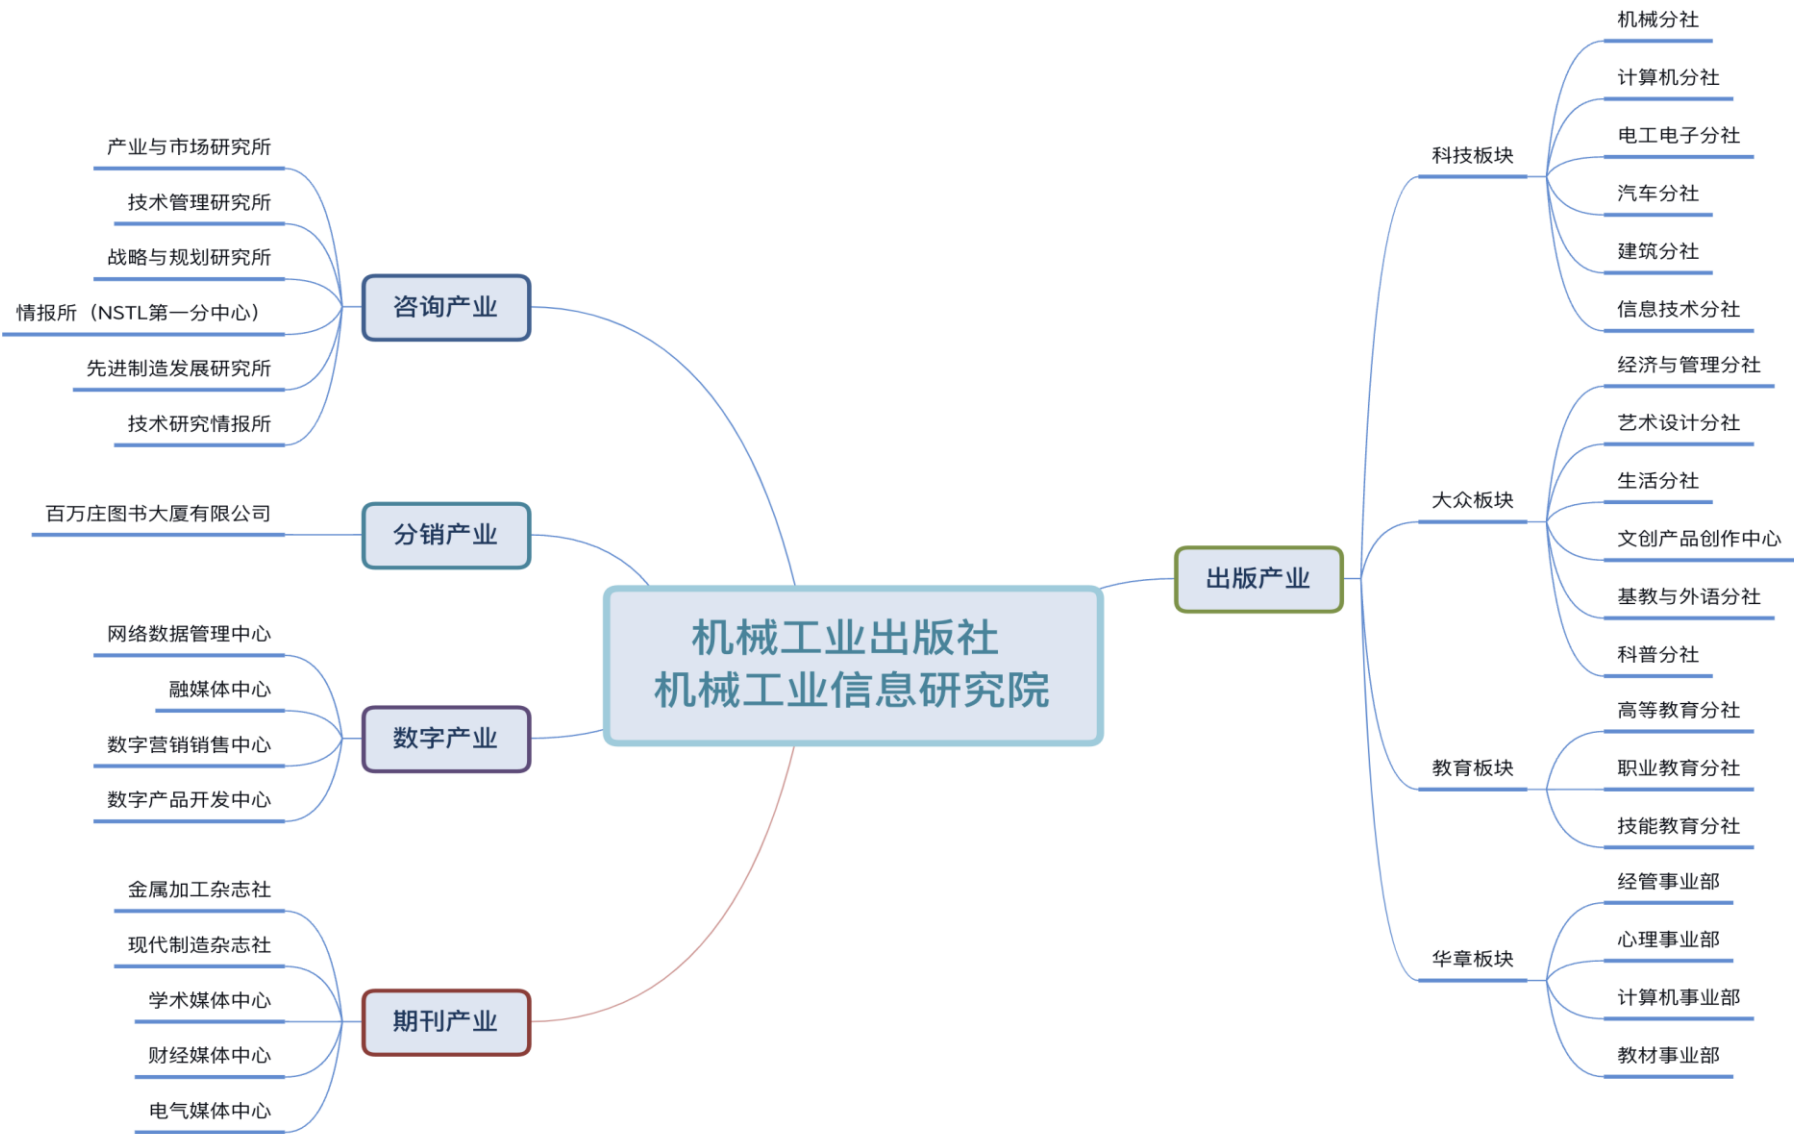 机械工业出版社
机械工业信息研究院
咨询产业
产业与市场研究所
技术管理研究所
战略与规划研究所
情报所（NSTL第一分中心）
先进制造发展研究所
技术研究情报所
分销产业
百万庄图书大厦有限公司
数字产业
网络数据管理中心
融媒体中心
数字营销销售中心
数字产品开发中心
期刊产业
金属加工杂志社
现代制造杂志社
学术媒体中心
财经媒体中心
电气媒体中心
出版产业
科技板块
机械分社
计算机分社
电工电子分社
汽车分社
建筑分社
信息技术分社
大众板块
经济与管理分社
艺术设计分社
生活分社
文创产品创作中心
基教与外语分社
科普分社
教育板块
高等教育分社
职业教育分社
技能教育分社
华章板块
经管事业部
心理事业部
计算机事业部
教材事业部